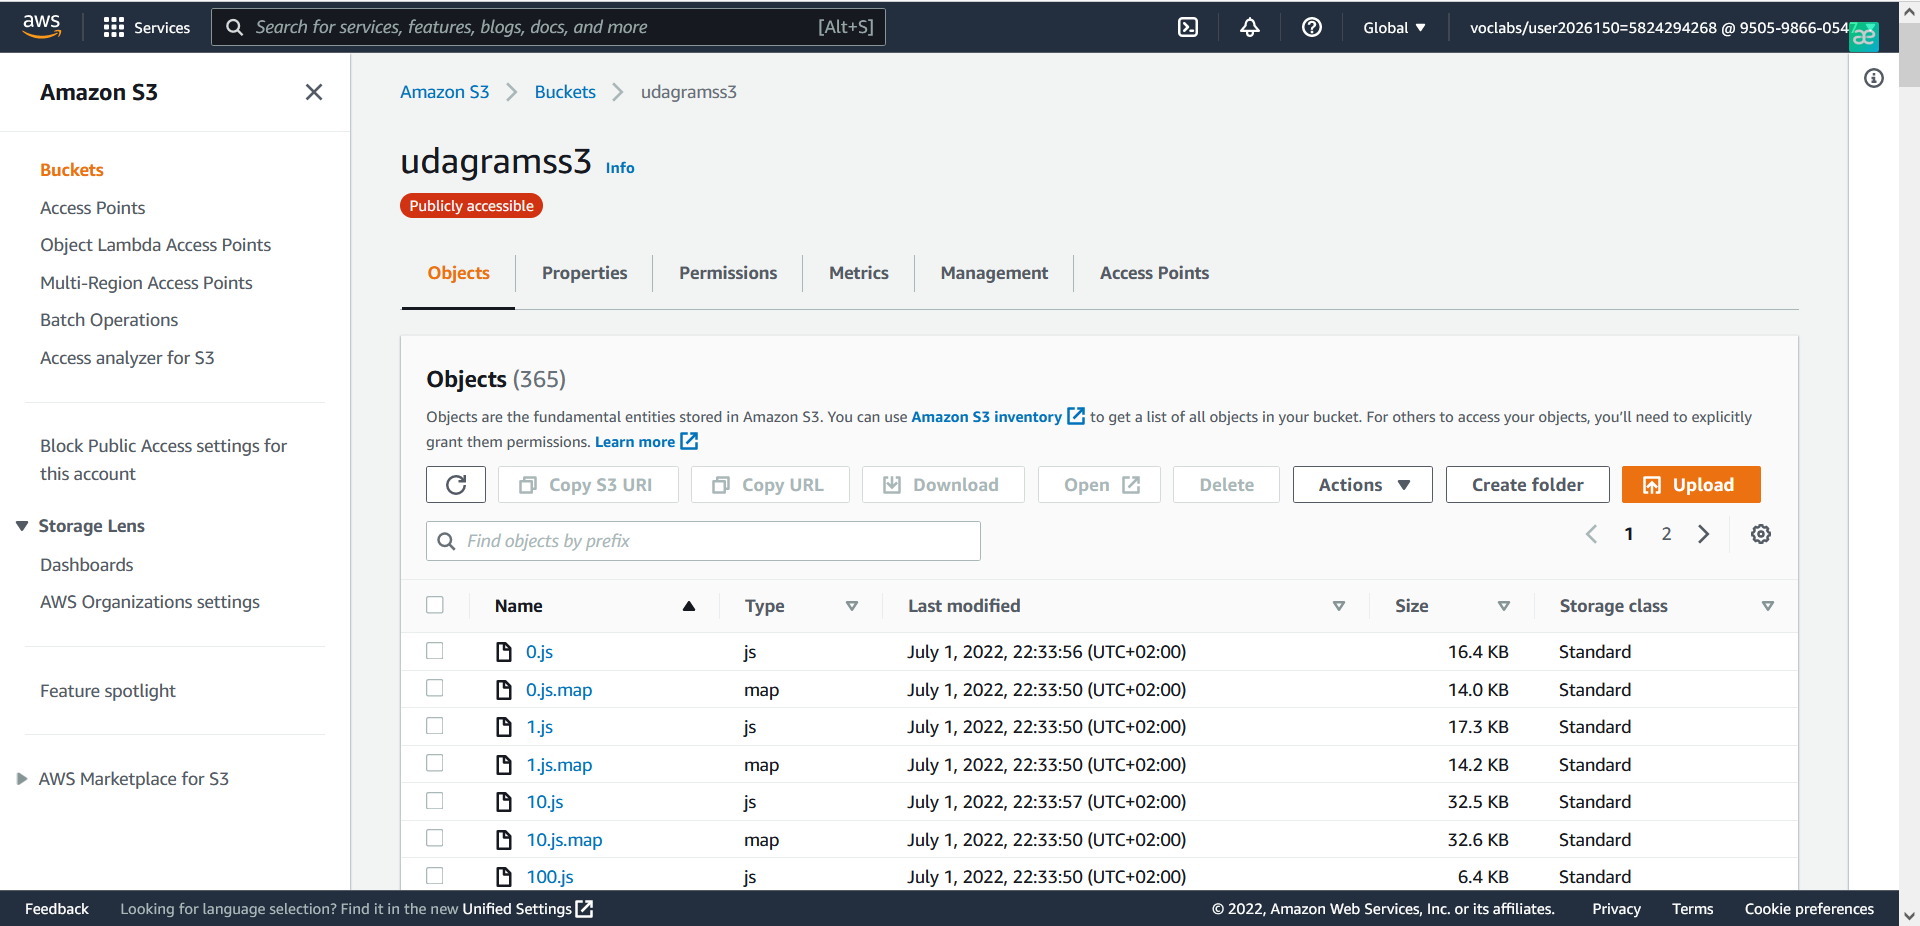 aws
Services
Search for services, features, blogs, docs, and more [Alt+S]
Global
voclabs/user2026150=5824294268 @ 9505-9866-054
Amazon S3
Buckets
Access Points
Object Lambda Access Points
Multi-Region Access Points
Batch Operations
Access analyzer for S3
Block Public Access settings for
this account
Storage Lens
Dashboards
AWS Organizations settings
Feature spotlight
AWS Marketplace for S3
Amazon S3 Buckets udagramss3
udagramss3 Info
Publicly accessible
Objects Properties Permissions Metrics Management Access Points
Objects (365)
Objects are the fundamental entities stored in Amazon S3. You can use Amazon S3 inventory to get a list of all objects in your bucket. For others to access your objects, you'll need to explicitly
grant them permissions. Learn more
Copy S3 URI Copy URL Download Open Delete Actions Create folder Upload
Find objects by prefix
1 2
Name Type Last modified Size Storage class
0.js js July 1, 2022, 22:33:56 (UTC+02:00) 16.4 KB Standard
0.js.map map July 1, 2022, 22:33:50 (UTC+02:00) 14.0 KB Standard
1.js js July 1, 2022, 22:33:50 (UTC+02:00) 17.3 KB Standard
1.js.map map July 1, 2022, 22:33:50 (UTC+02:00) 14.2 KB Standard
10.js js July 1, 2022, 22:33:57 (UTC+02:00) 32.5 KB Standard
10.js.map map July 1, 2022, 22:33:50 (UTC+02:00) 32.6 KB Standard
100.js js July 1, 2022, 22:33:50 (UTC+02:00) 6.4 KB Standard
Feedback Looking for language selection? Find it in the new Unified Settings © 2022, Amazon Web Services, Inc. or its affiliates. Privacy Terms Cookie preferences